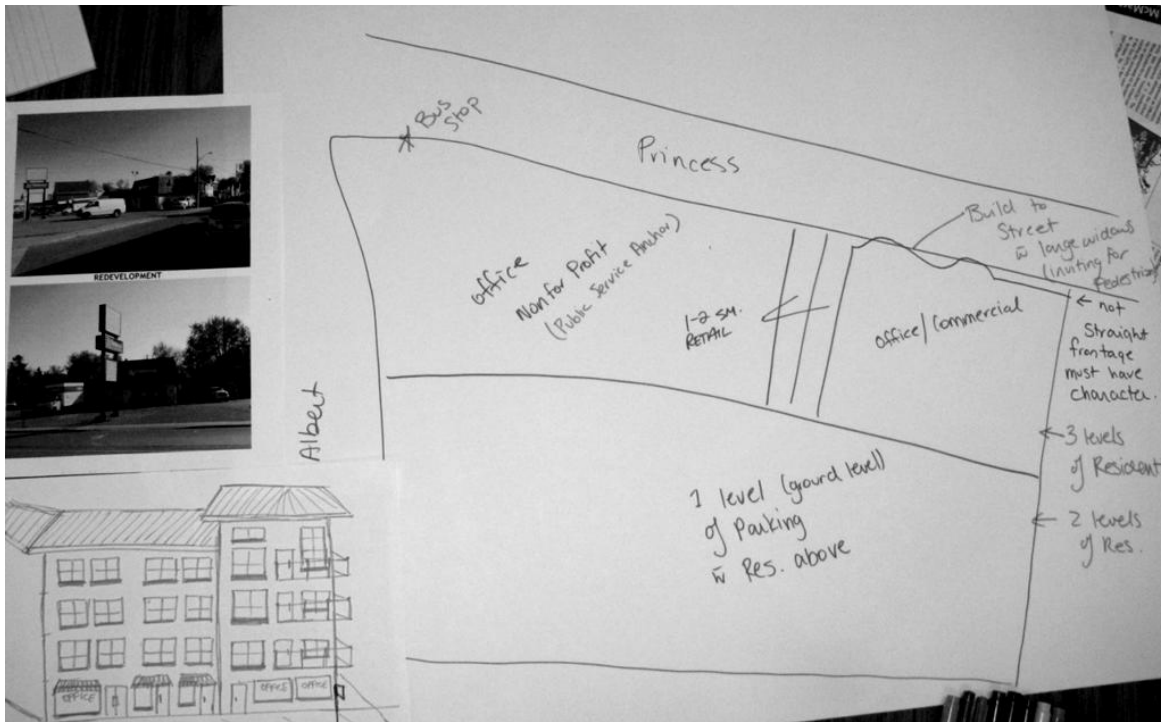 Bus
Stop
Princess
Build to
Street
w̄ large widows
(inviting for
Pedestrians
office
Non for Profit
(Public Service Anchor)
1-2 SM.
RETAIL
office/commercial
not
Straight
frontage
must have
character.
3 levels
of Resident
2 levels
of Res.
1 level (ground level)
of Parking
w̄ Res. above
Albert
REDEVELOPMENT
OFFICE
OFFICE
OFFICE